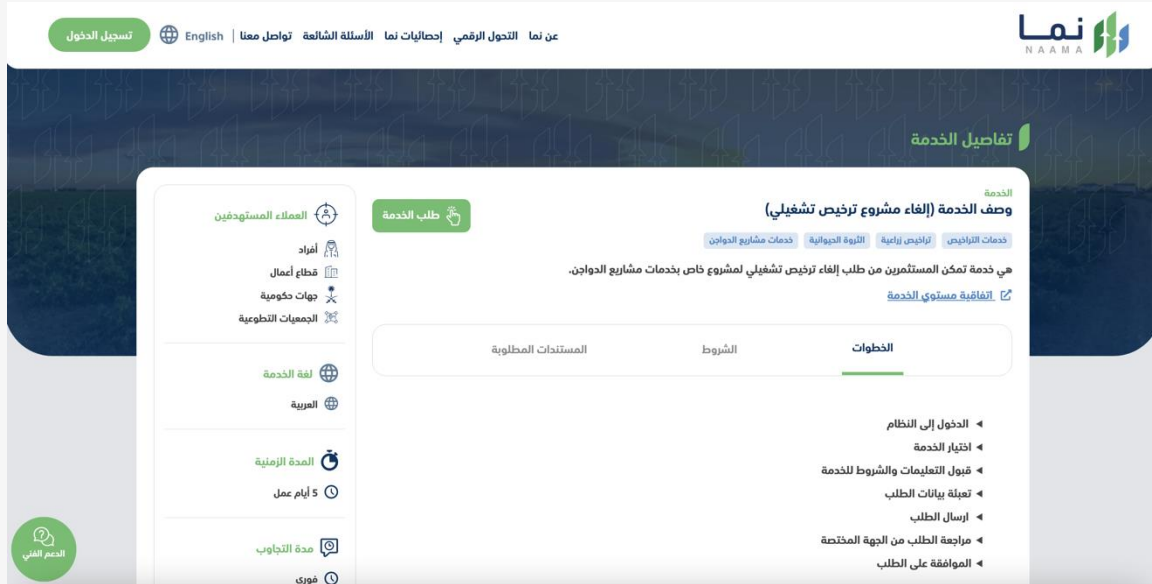 نما
NAAMA
عن نما التحول الرقمي إحصائيات نما الأسئلة الشائعة تواصل معنا | English
تسجيل الدخول
تفاصيل الخدمة
الخدمة
وصف الخدمة (إلغاء مشروع ترخيص تشغيلي)
طلب الخدمة
خدمات التراخيص تراخيص زراعية الثروة الحيوانية خدمات مشاريع الدواجن
هي خدمة تمكن المستثمرين من طلب إلغاء ترخيص تشغيلي لمشروع خاص بخدمات مشاريع الدواجن.
اتفاقية مستوي الخدمة
الخطوات الشروط المستندات المطلوبة
الدخول إلى النظام
اختيار الخدمة
قبول التعليمات والشروط للخدمة
تعبئة بيانات الطلب
ارسال الطلب
مراجعة الطلب من الجهة المختصة
الموافقة على الطلب
العملاء المستهدفين
أفراد
قطاع أعمال
جهات حكومية
الجمعيات التطوعية
لغة الخدمة
العربية
المدة الزمنية
5 أيام عمل
مدة التجاوب
فوري
الدعم الفني